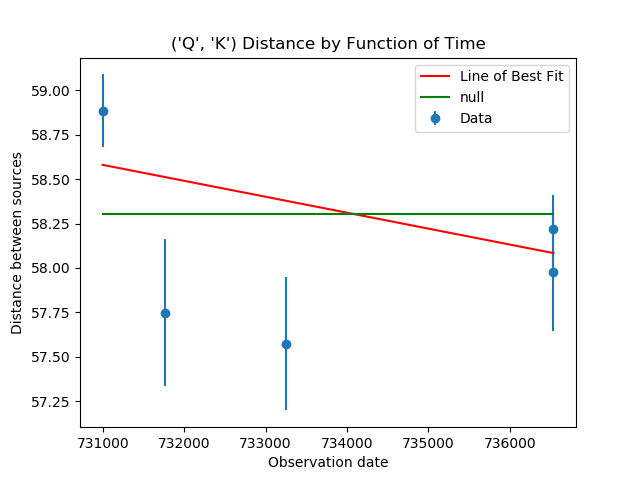 ('Q', 'K') Distance by Function of Time
Line of Best Fit
null
Data
59.00
58.75
58.50
58.25
58.00
57.75
57.50
57.25
Distance between sources
731000 732000 733000 734000 735000 736000
Observation date